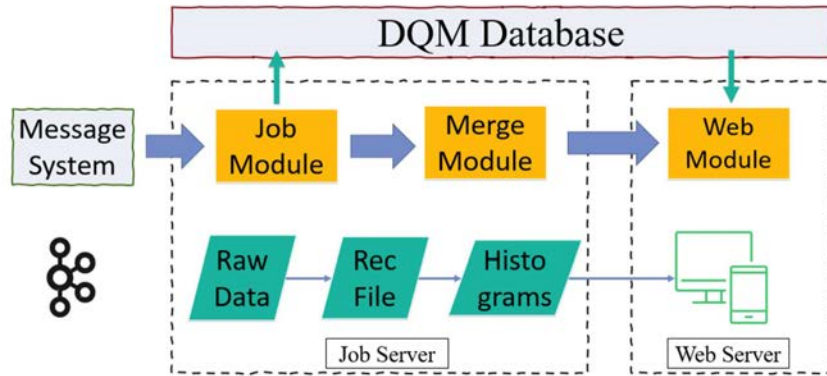 DQM Database
Message
System
Job
Module
Merge
Module
Web
Module
Raw
Data
Rec
File
Histo
grams
Job Server
Web Server